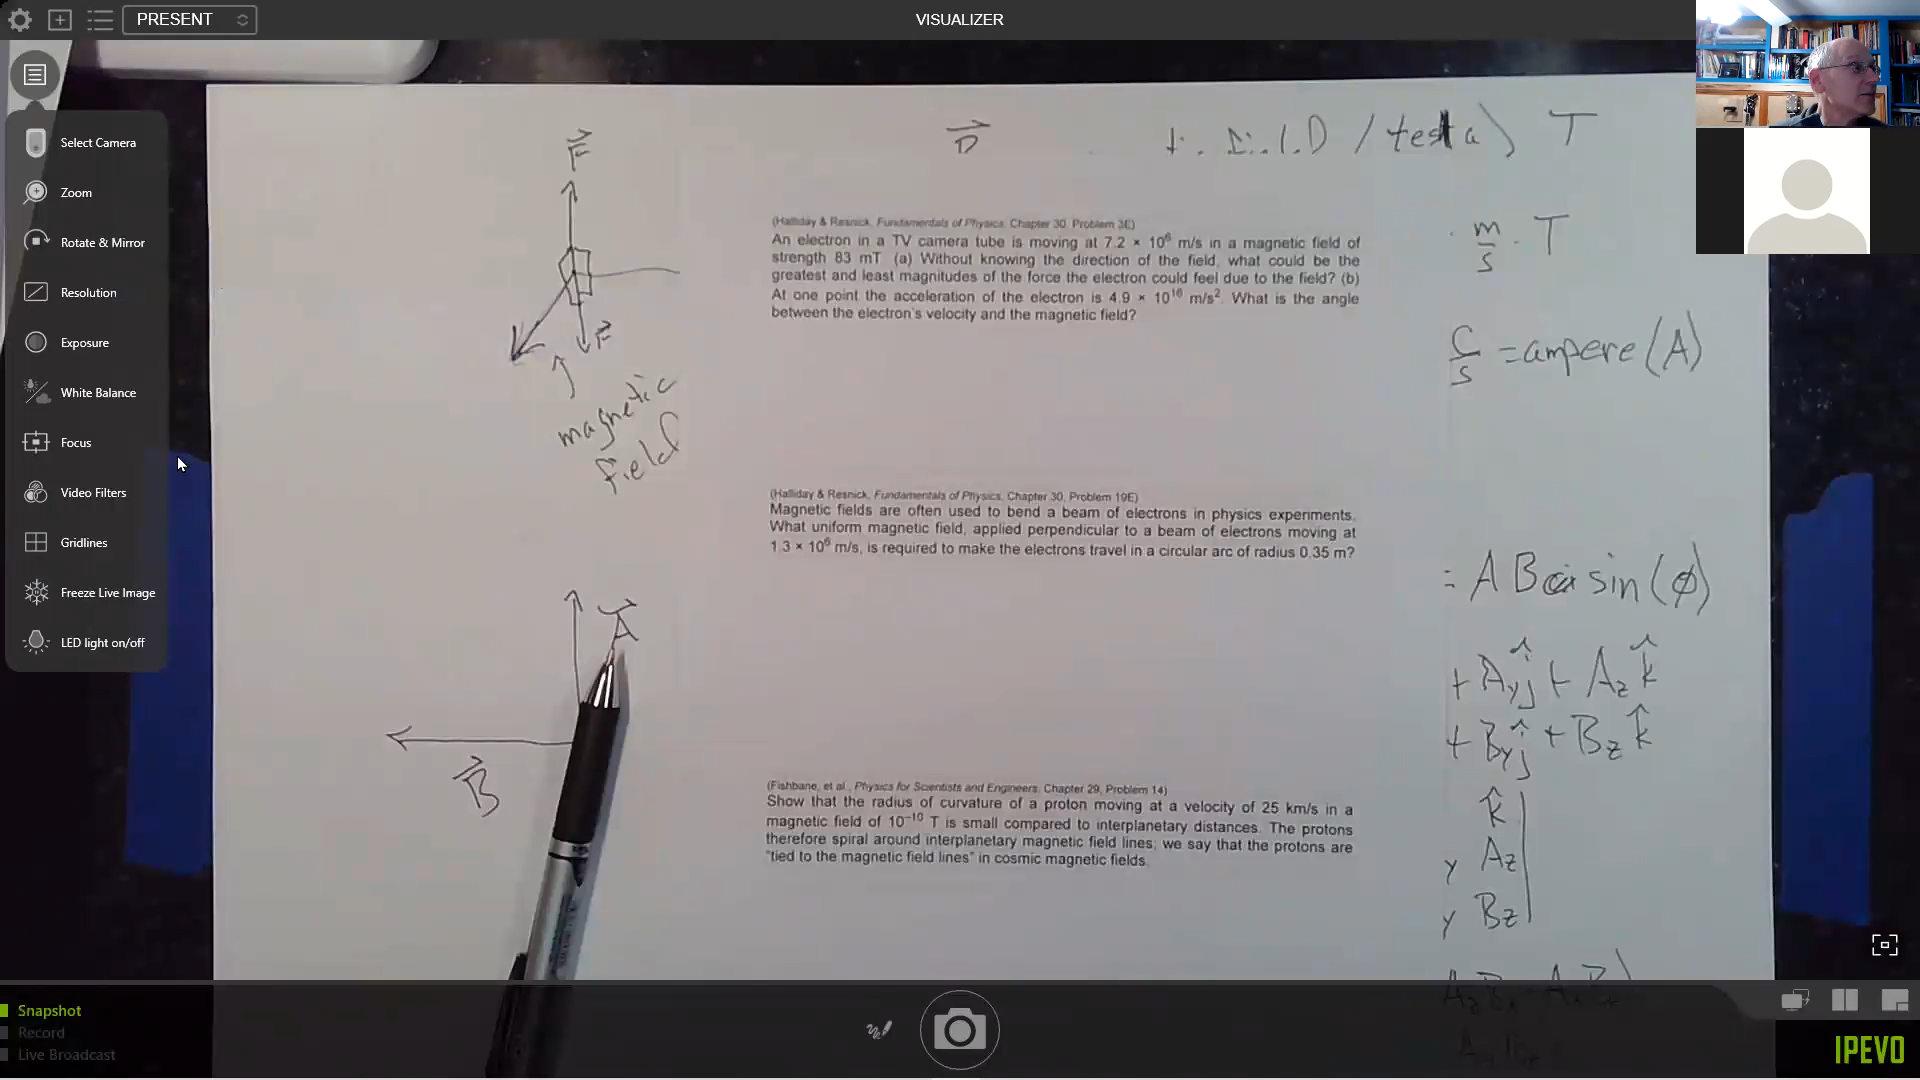 PRESENT
VISUALIZER
Select Camera
Zoom
Rotate & Mirror
Resolution
Exposure
White Balance
Focus
Video Filters
Gridlines
Freeze Live Image
LED light on/off
Snapshot
Record
Live Broadcast
F
F
magnetic
field
A
B
(Halliday & Resnick, Fundamentals of Physics, Chapter 30, Problem 3E)
An electron in a TV camera tube is moving at 7.2 × 10⁶ m/s in a magnetic field of
strength 83 mT. (a) Without knowing the direction of the field, what could be the
greatest and least magnitudes of the force the electron could feel due to the field? (b)
At one point the acceleration of the electron is 4.9 × 10¹⁶ m/s². What is the angle
between the electron's velocity and the magnetic field?
(Halliday & Resnick, Fundamentals of Physics, Chapter 30, Problem 19E)
Magnetic fields are often used to bend a beam of electrons in physics experiments.
What uniform magnetic field, applied perpendicular to a beam of electrons moving at
1.3 × 10⁶ m/s, is required to make the electrons travel in a circular arc of radius 0.35 m?
(Fishbane, et al., Physics for Scientists and Engineers, Chapter 29, Problem 14)
Show that the radius of curvature of a proton moving at a velocity of 25 km/s in a
magnetic field of 10⁻¹⁰ T is small compared to interplanetary distances. The protons
therefore spiral around interplanetary magnetic field lines; we say that the protons are
"tied to the magnetic field lines" in cosmic magnetic fields.
T
m/s · T
C/s = ampere (A)
= A B sin(ϕ)
+ A_y ĵ + A_z k̂
+ B_y ĵ + B_z k̂
k̂
y A_z
y B_z
IPEVO